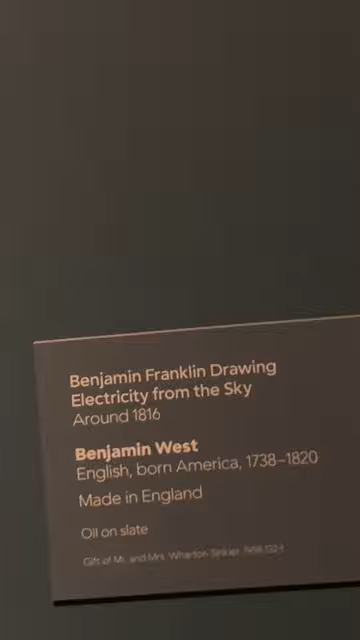 Benjamin Franklin Drawing
Electricity from the Sky
Around 1816
Benjamin West
English, born America, 1738–1820
Made in England
Oil on slate
Gift of Mr. and Mrs. Wharton Sinkler,